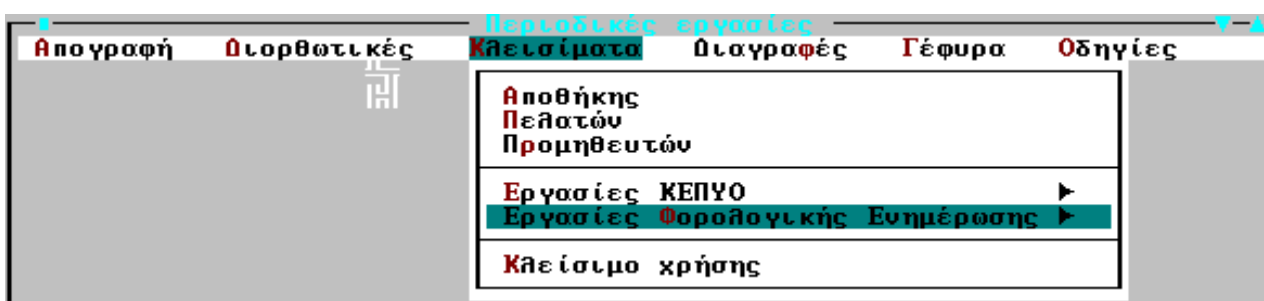 Περιοδικές εργασίες
Απογραφή Διορθωτικές Κλεισίματα Διαγραφές Γέφυρα Οδηγίες
Αποθήκης
Πελατών
Προμηθευτών
Εργασίες ΚΕΠΥΟ
Εργασίες Φορολογικής Ενημέρωσης
Κλείσιμο χρήσης